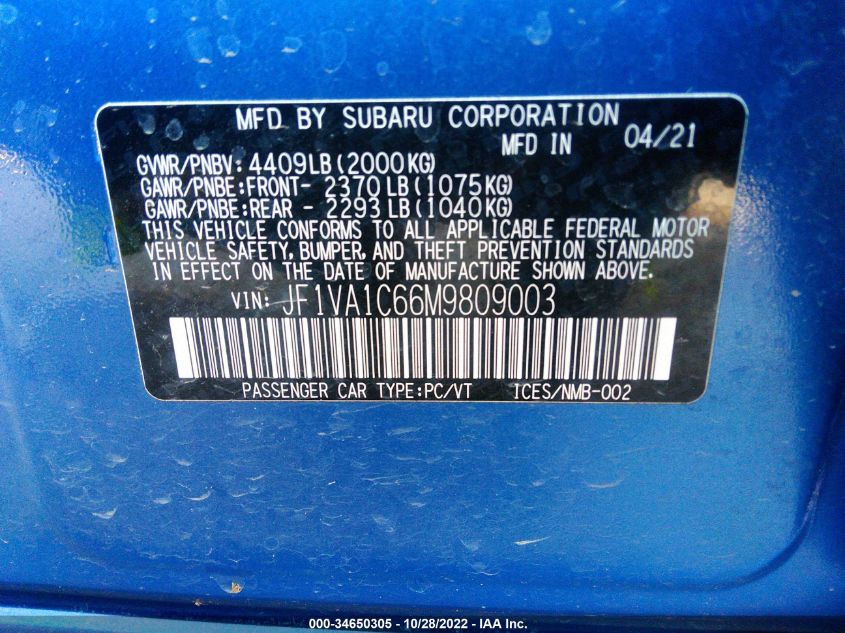 MFD BY SUBARU CORPORATION
MFD IN 04/21
GVWR/PNBV: 4409LB(2000KG)
GAWR/PNBE:FRONT- 2370LB(1075KG)
GAWR/PNBE:REAR - 2293LB(1040KG)
THIS VEHICLE CONFORMS TO ALL APPLICABLE FEDERAL MOTOR
VEHICLE SAFETY, BUMPER, AND THEFT PREVENTION STANDARDS
IN EFFECT ON THE DATE OF MANUFACTURE SHOWN ABOVE.
VIN: JF1VA1C66M9809003
PASSENGER CAR TYPE:PC/VT ICES/NMB-002
000-34650305 - 10/28/2022 - IAA Inc.